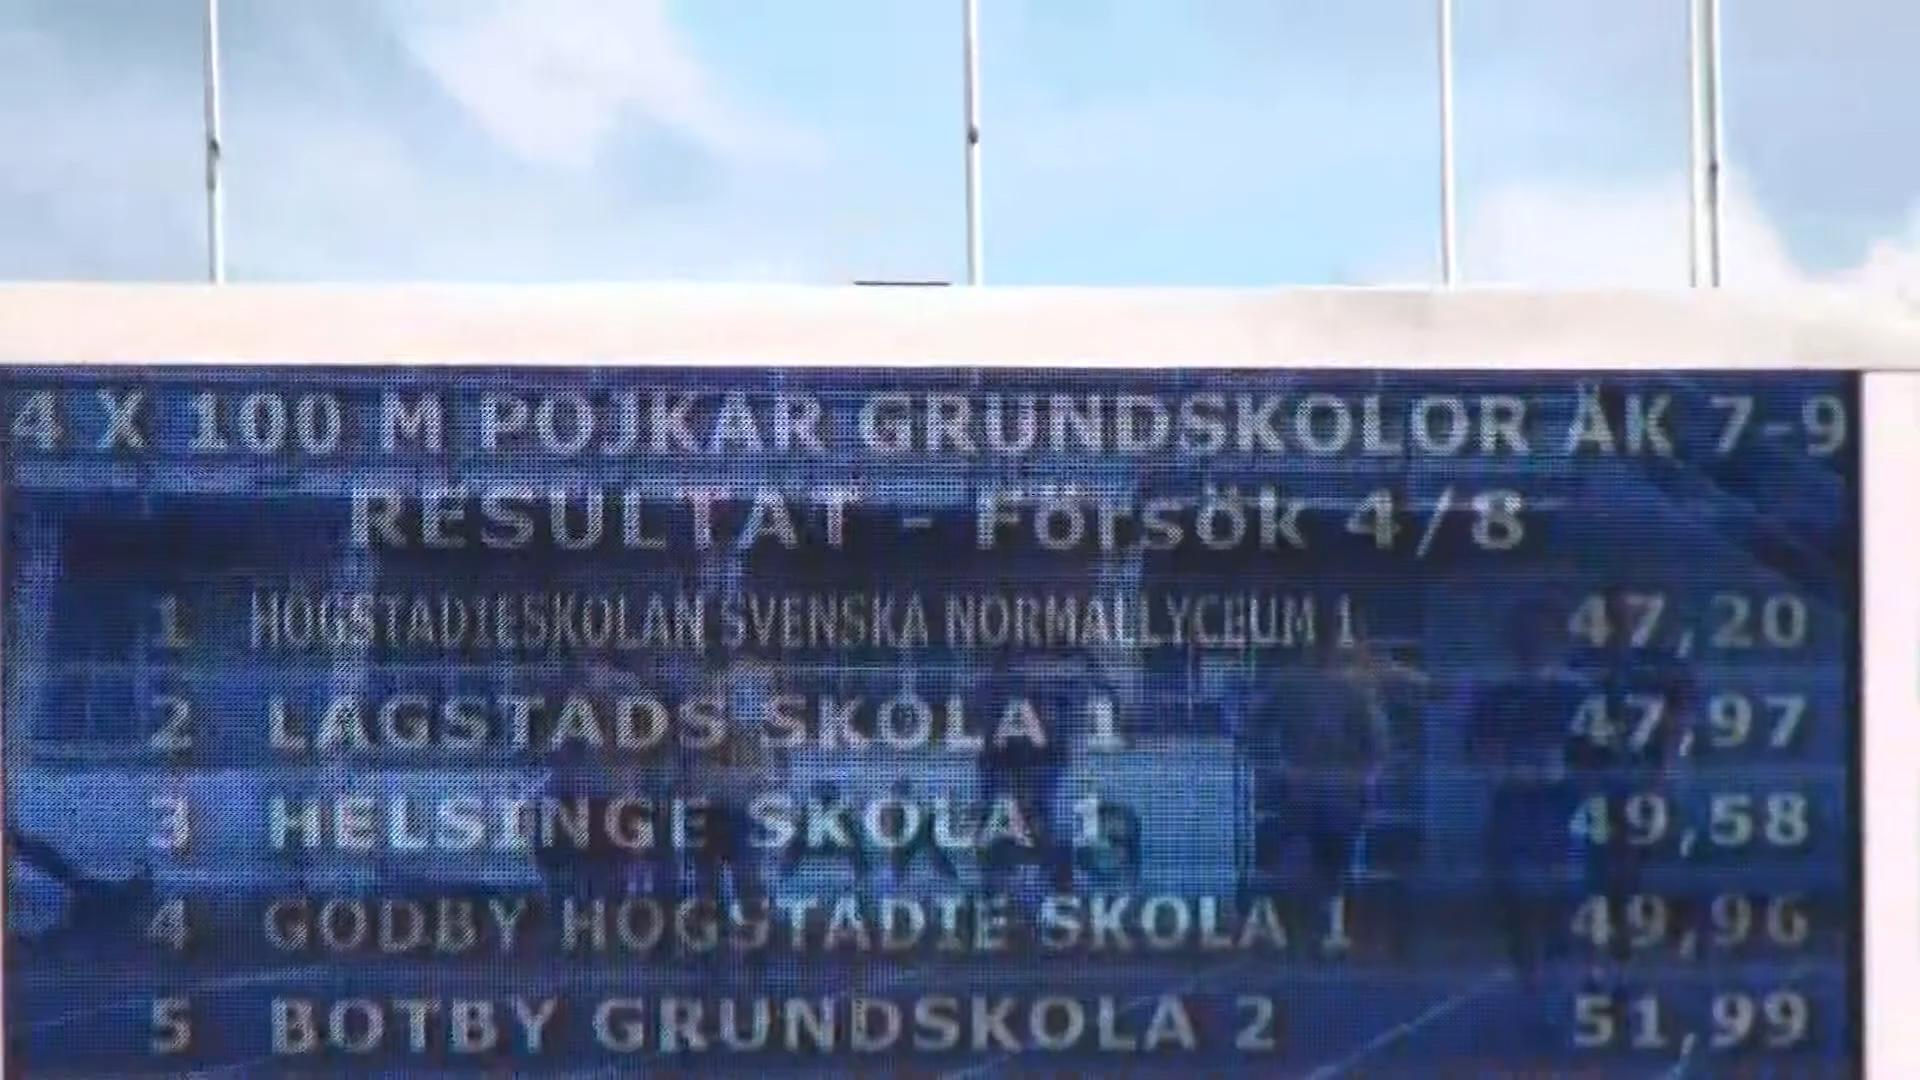 4 X 100 M POJKAR GRUNDSKOLOR ÅK 7-9
RESULTAT - Försök 4/8
1 HÖGSTADIESKOLAN SVENSKA NORMALLYCEUM 1 47,20
2 LAGSTADS SKOLA 1 47,97
3 HELSINGE SKOLA 1 49,58
4 GODBY HÖGSTADIE SKOLA 1 49,96
5 BOTBY GRUNDSKOLA 2 51,99